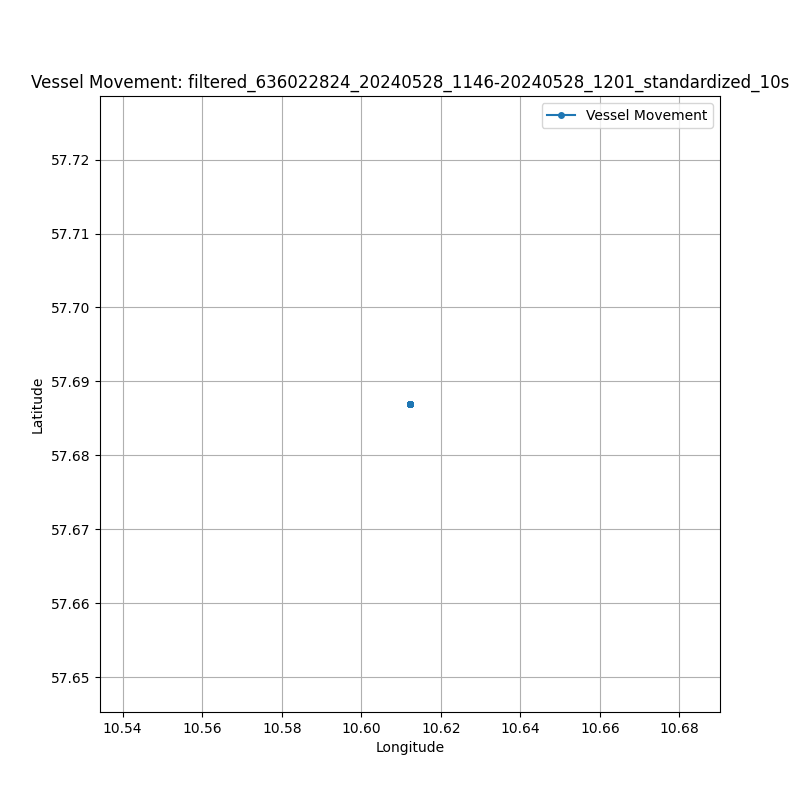 Vessel Movement: filtered_636022824_20240528_1146-20240528_1201_standardized_10s
Vessel Movement
57.72
57.71
57.70
57.69
57.68
57.67
57.66
57.65
Latitude
10.54 10.56 10.58 10.60 10.62 10.64 10.66 10.68
Longitude